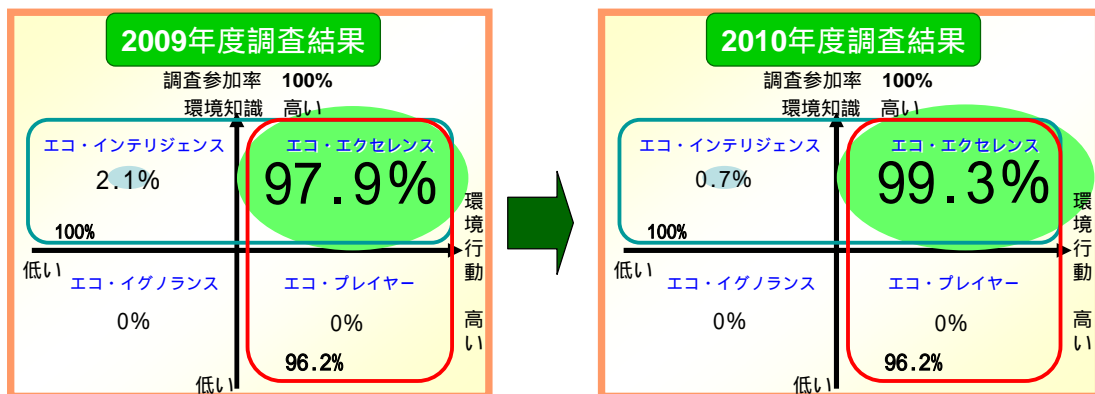 2009年度調査結果
調査参加率 100%
環境知識 高い
エコ・インテリジェンス
2.1%
100%
エコ・エクセレンス
97.9%
環境行動 高い
低い
エコ・イグノランス
0%
エコ・プレイヤー
0%
96.2%
低い
2010年度調査結果
調査参加率 100%
環境知識 高い
エコ・インテリジェンス
0.7%
100%
エコ・エクセレンス
99.3%
環境行動 高い
低い
エコ・イグノランス
0%
エコ・プレイヤー
0%
96.2%
低い